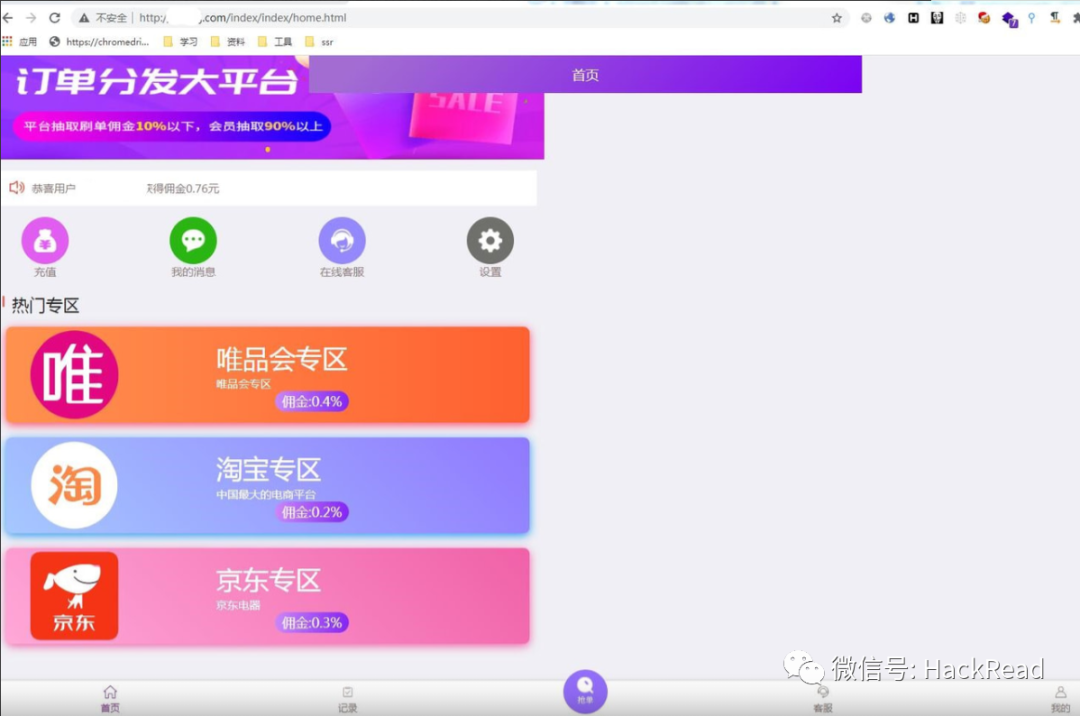 不安全 http:/ .com/index/index/home.html
应用 https://chromedri... 学习 资料 工具 ssr
订单分发大平台
首页
SALE
平台抽取刷单佣金10%以下，会员抽取90%以上
恭喜用户 得佣金0.76元
充值 我的消息 在线客服 设置
热门专区
唯
唯品会专区
唯品会专区
佣金:0.4%
淘
淘宝专区
中国最大的电商平台
佣金:0.2%
京东
京东专区
京东电器
佣金:0.3%
微信号: HackRead
首页 记录 抢单 客服 我的